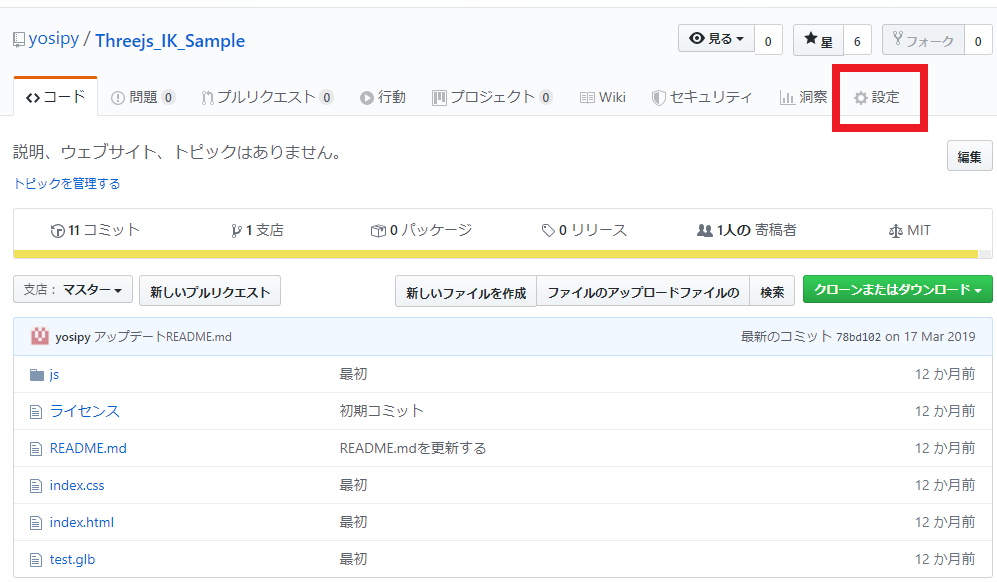 yosipy / Threejs_IK_Sample
見る 0 星 6 フォーク 0
コード 問題 0 プルリクエスト 0 行動 プロジェクト 0 Wiki セキュリティ 洞察 設定
説明、ウェブサイト、トピックはありません。
編集
トピックを管理する
11 コミット 1 支店 0 パッケージ 0 リリース 1人の 寄稿者 MIT
支店： マスター 新しいプルリクエスト 新しいファイルを作成 ファイルのアップロードファイルの 検索 クローンまたはダウンロード
yosipy アップデートREADME.md 最新のコミット 78bd102 on 17 Mar 2019
js 最初 12 か月前
ライセンス 初期コミット 12 か月前
README.md README.mdを更新する 12 か月前
index.css 最初 12 か月前
index.html 最初 12 か月前
test.glb 最初 12 か月前